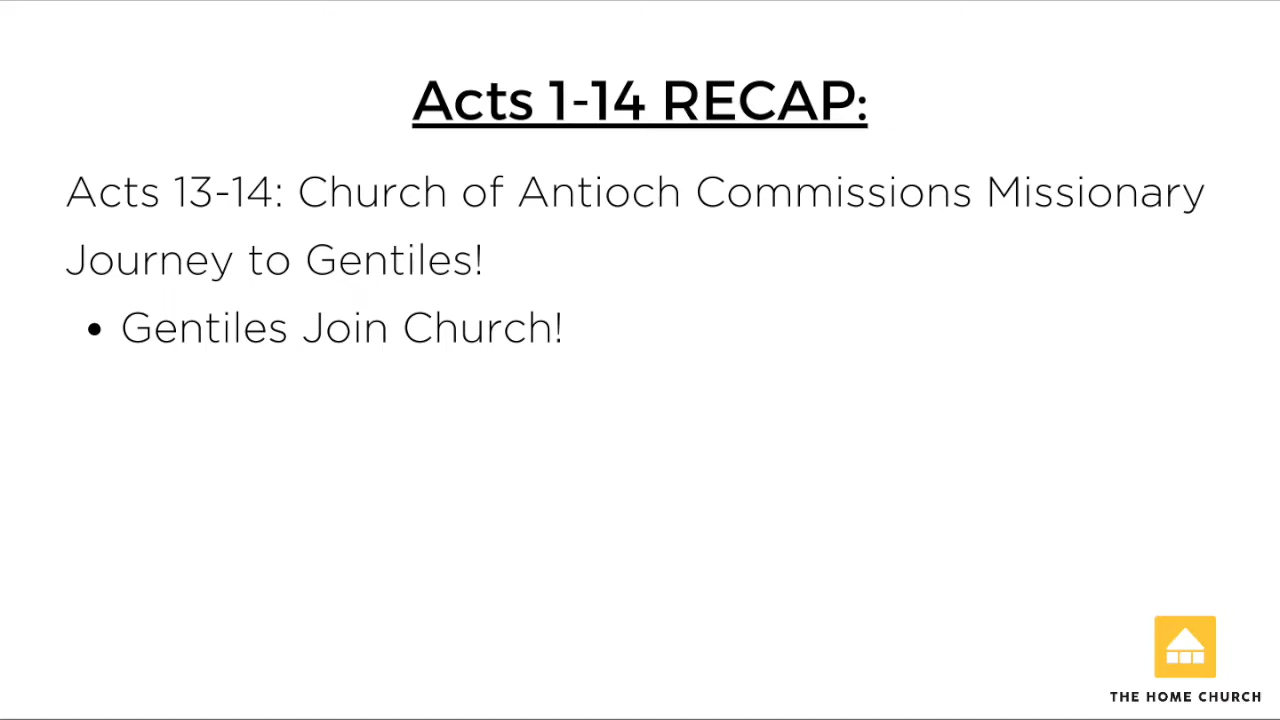 Acts 1-14 RECAP:
Acts 13-14: Church of Antioch Commissions Missionary
Journey to Gentiles!
• Gentiles Join Church!
THE HOME CHURCH